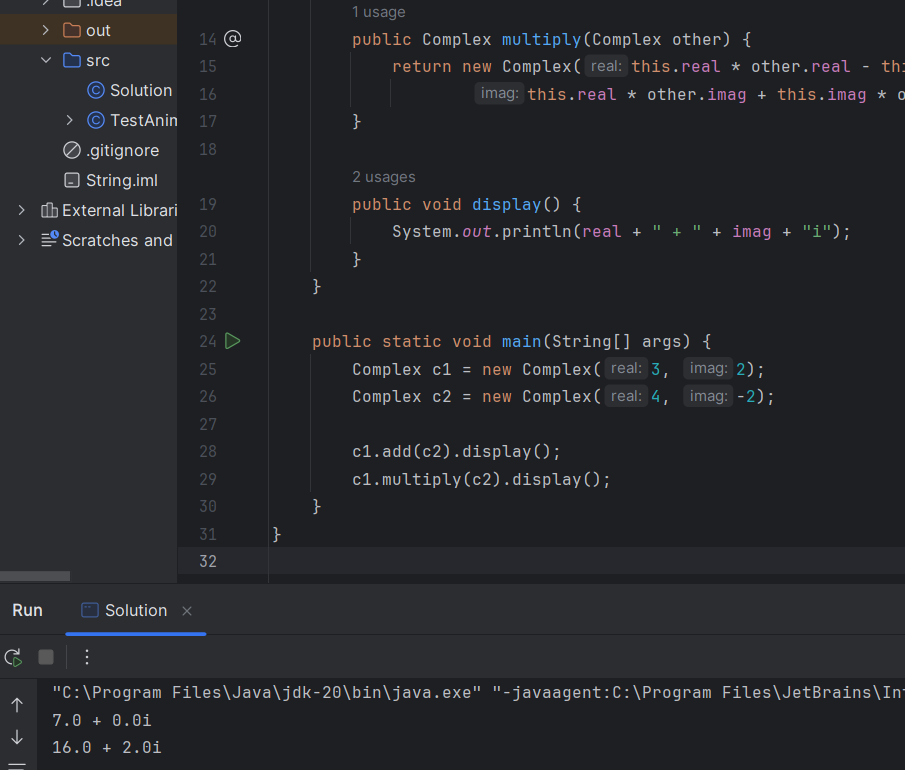 .idea
out
src
Solution
TestAnim
.gitignore
String.iml
External Librari
Scratches and
1 usage
14 @ public Complex multiply(Complex other) {
15 return new Complex( real: this.real * other.real - thi
16 imag: this.real * other.imag + this.imag * o
17 }
18
2 usages
19 public void display() {
20 System.out.println(real + " + " + imag + "i");
21 }
22 }
23
24 public static void main(String[] args) {
25 Complex c1 = new Complex( real: 3, imag: 2);
26 Complex c2 = new Complex( real: 4, imag: -2);
27
28 c1.add(c2).display();
29 c1.multiply(c2).display();
30 }
31 }
32
Run Solution
"C:\Program Files\Java\jdk-20\bin\java.exe" "-javaagent:C:\Program Files\JetBrains\Int
7.0 + 0.0i
16.0 + 2.0i